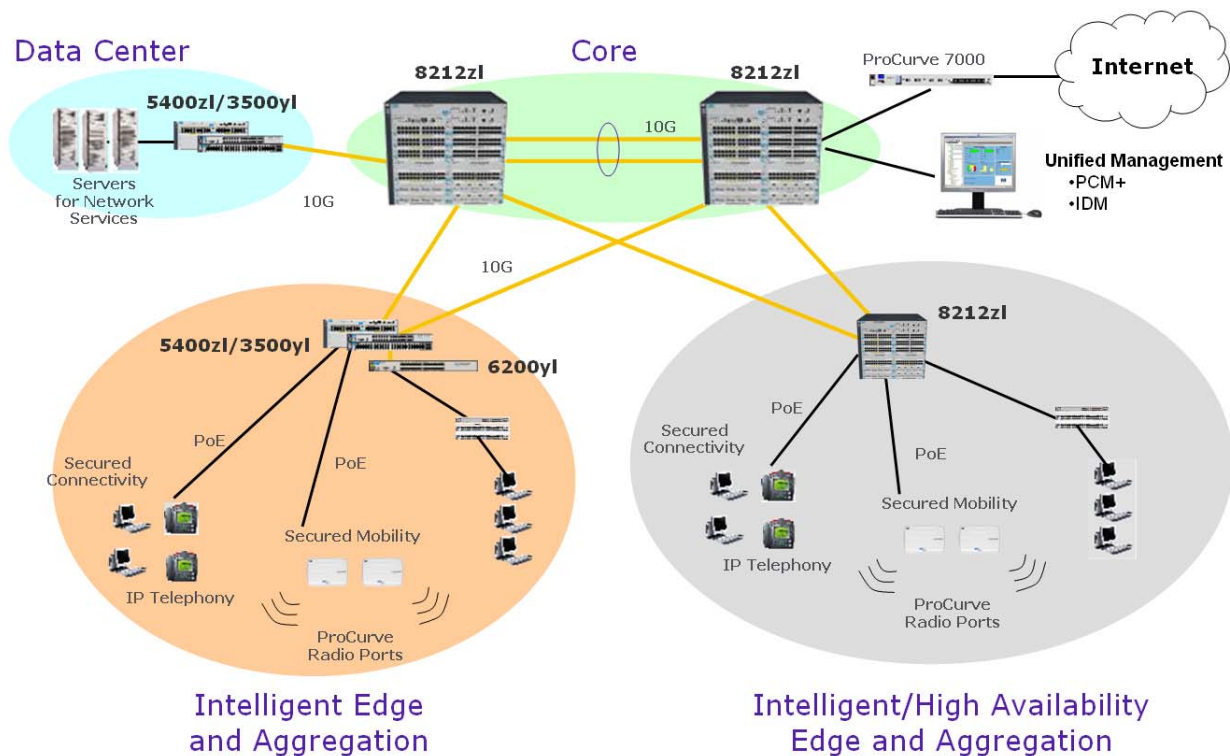 Data Center
Core
8212zl
8212zl
ProCurve 7000
Internet
5400zl/3500yl
10G
Servers
for Network
Services
10G
Unified Management
•PCM+
•IDM
10G
5400zl/3500yl
6200yl
8212zl
PoE
PoE
Secured
Connectivity
Secured Mobility
IP Telephony
ProCurve
Radio Ports
PoE
PoE
Secured
Connectivity
Secured Mobility
IP Telephony
ProCurve
Radio Ports
Intelligent Edge
and Aggregation
Intelligent/High Availability
Edge and Aggregation